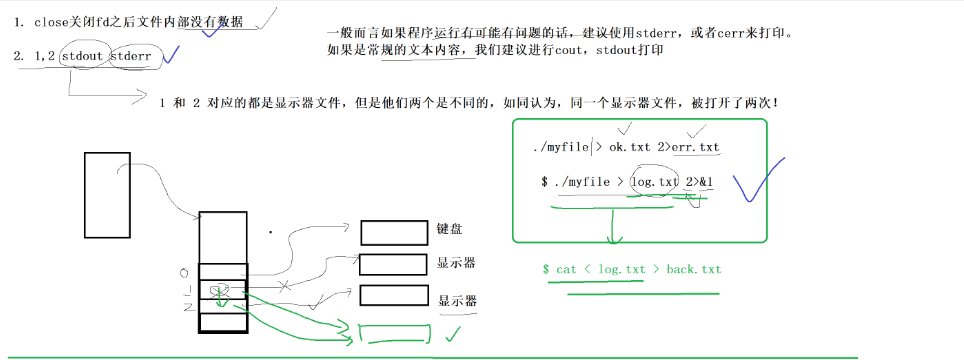 1. close关闭fd之后文件内部没有数据
2. 1,2 stdout stderr
一般而言如果程序运行有可能有问题的话，建议使用stderr，或者cerr来打印。
如果是常规的文本内容，我们建议进行cout，stdout打印
1 和 2 对应的都是显示器文件，但是他们两个是不同的，如同认为，同一个显示器文件，被打开了两次！
./myfile > ok.txt 2>err.txt
$ ./myfile > log.txt 2>&1
$ cat < log.txt > back.txt
键盘
显示器
显示器
0
1
2